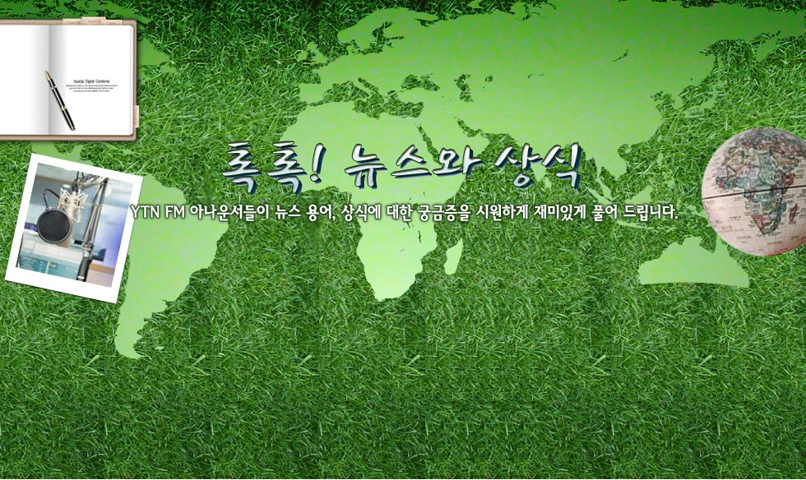 톡톡! 뉴스와 상식
YTN FM 아나운서들이 뉴스 용어, 상식에 대한 궁금증을 시원하게 재미있게 풀어 드립니다.